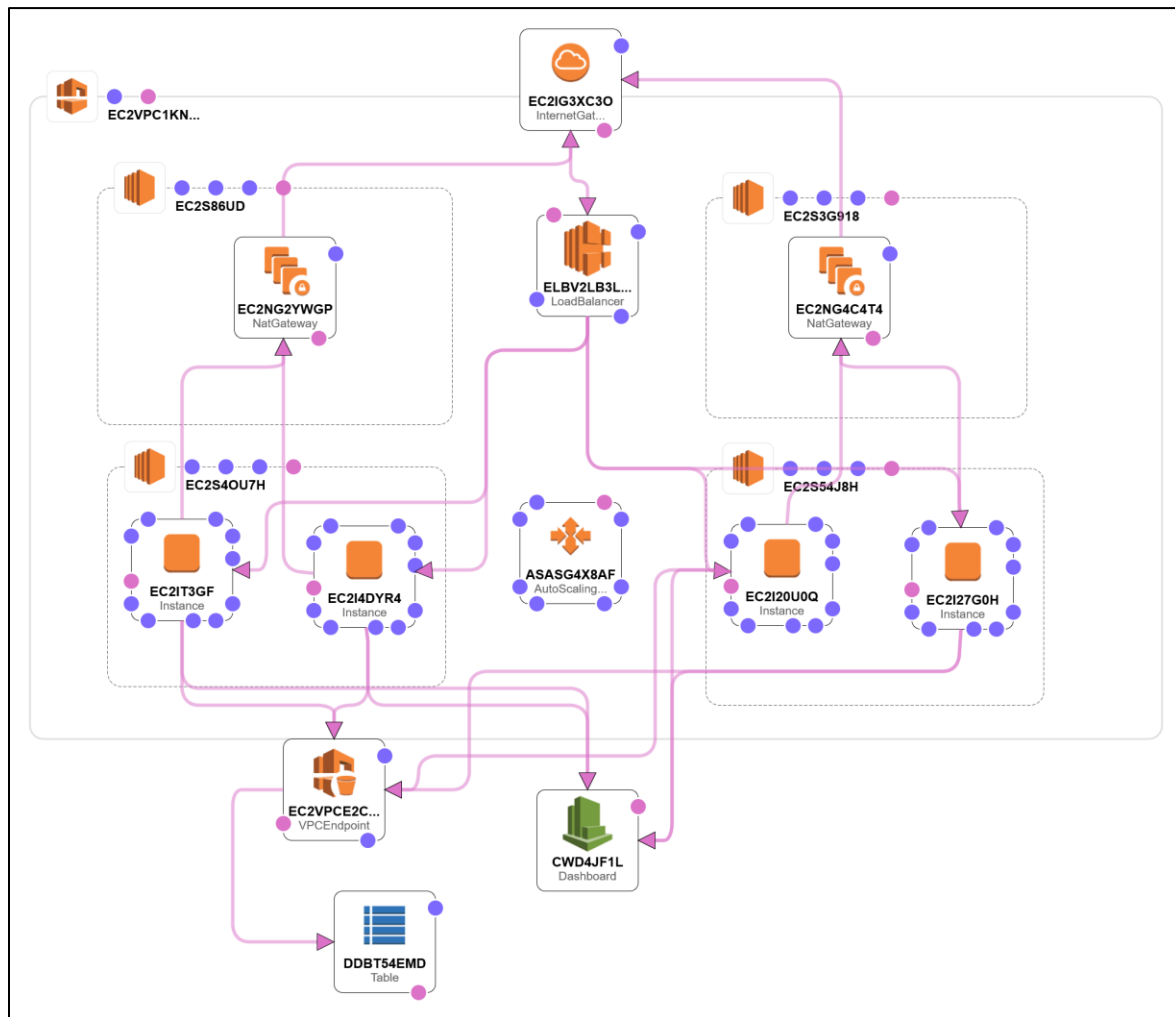 EC2IG3XC3O
InternetGat...
EC2VPC1KN...
EC2S86UD
EC2S3G918
EC2NG2YWGP
NatGateway
ELBV2LB3L...
LoadBalancer
EC2NG4C4T4
NatGateway
EC2S4OU7H
EC2S54J8H
EC2IT3GF
Instance
EC2I4DYR4
Instance
ASASG4X8AF
AutoScaling...
EC2I20U0Q
Instance
EC2I27G0H
Instance
EC2VPCE2C...
VPCEndpoint
CWD4JF1L
Dashboard
DDBT54EMD
Table